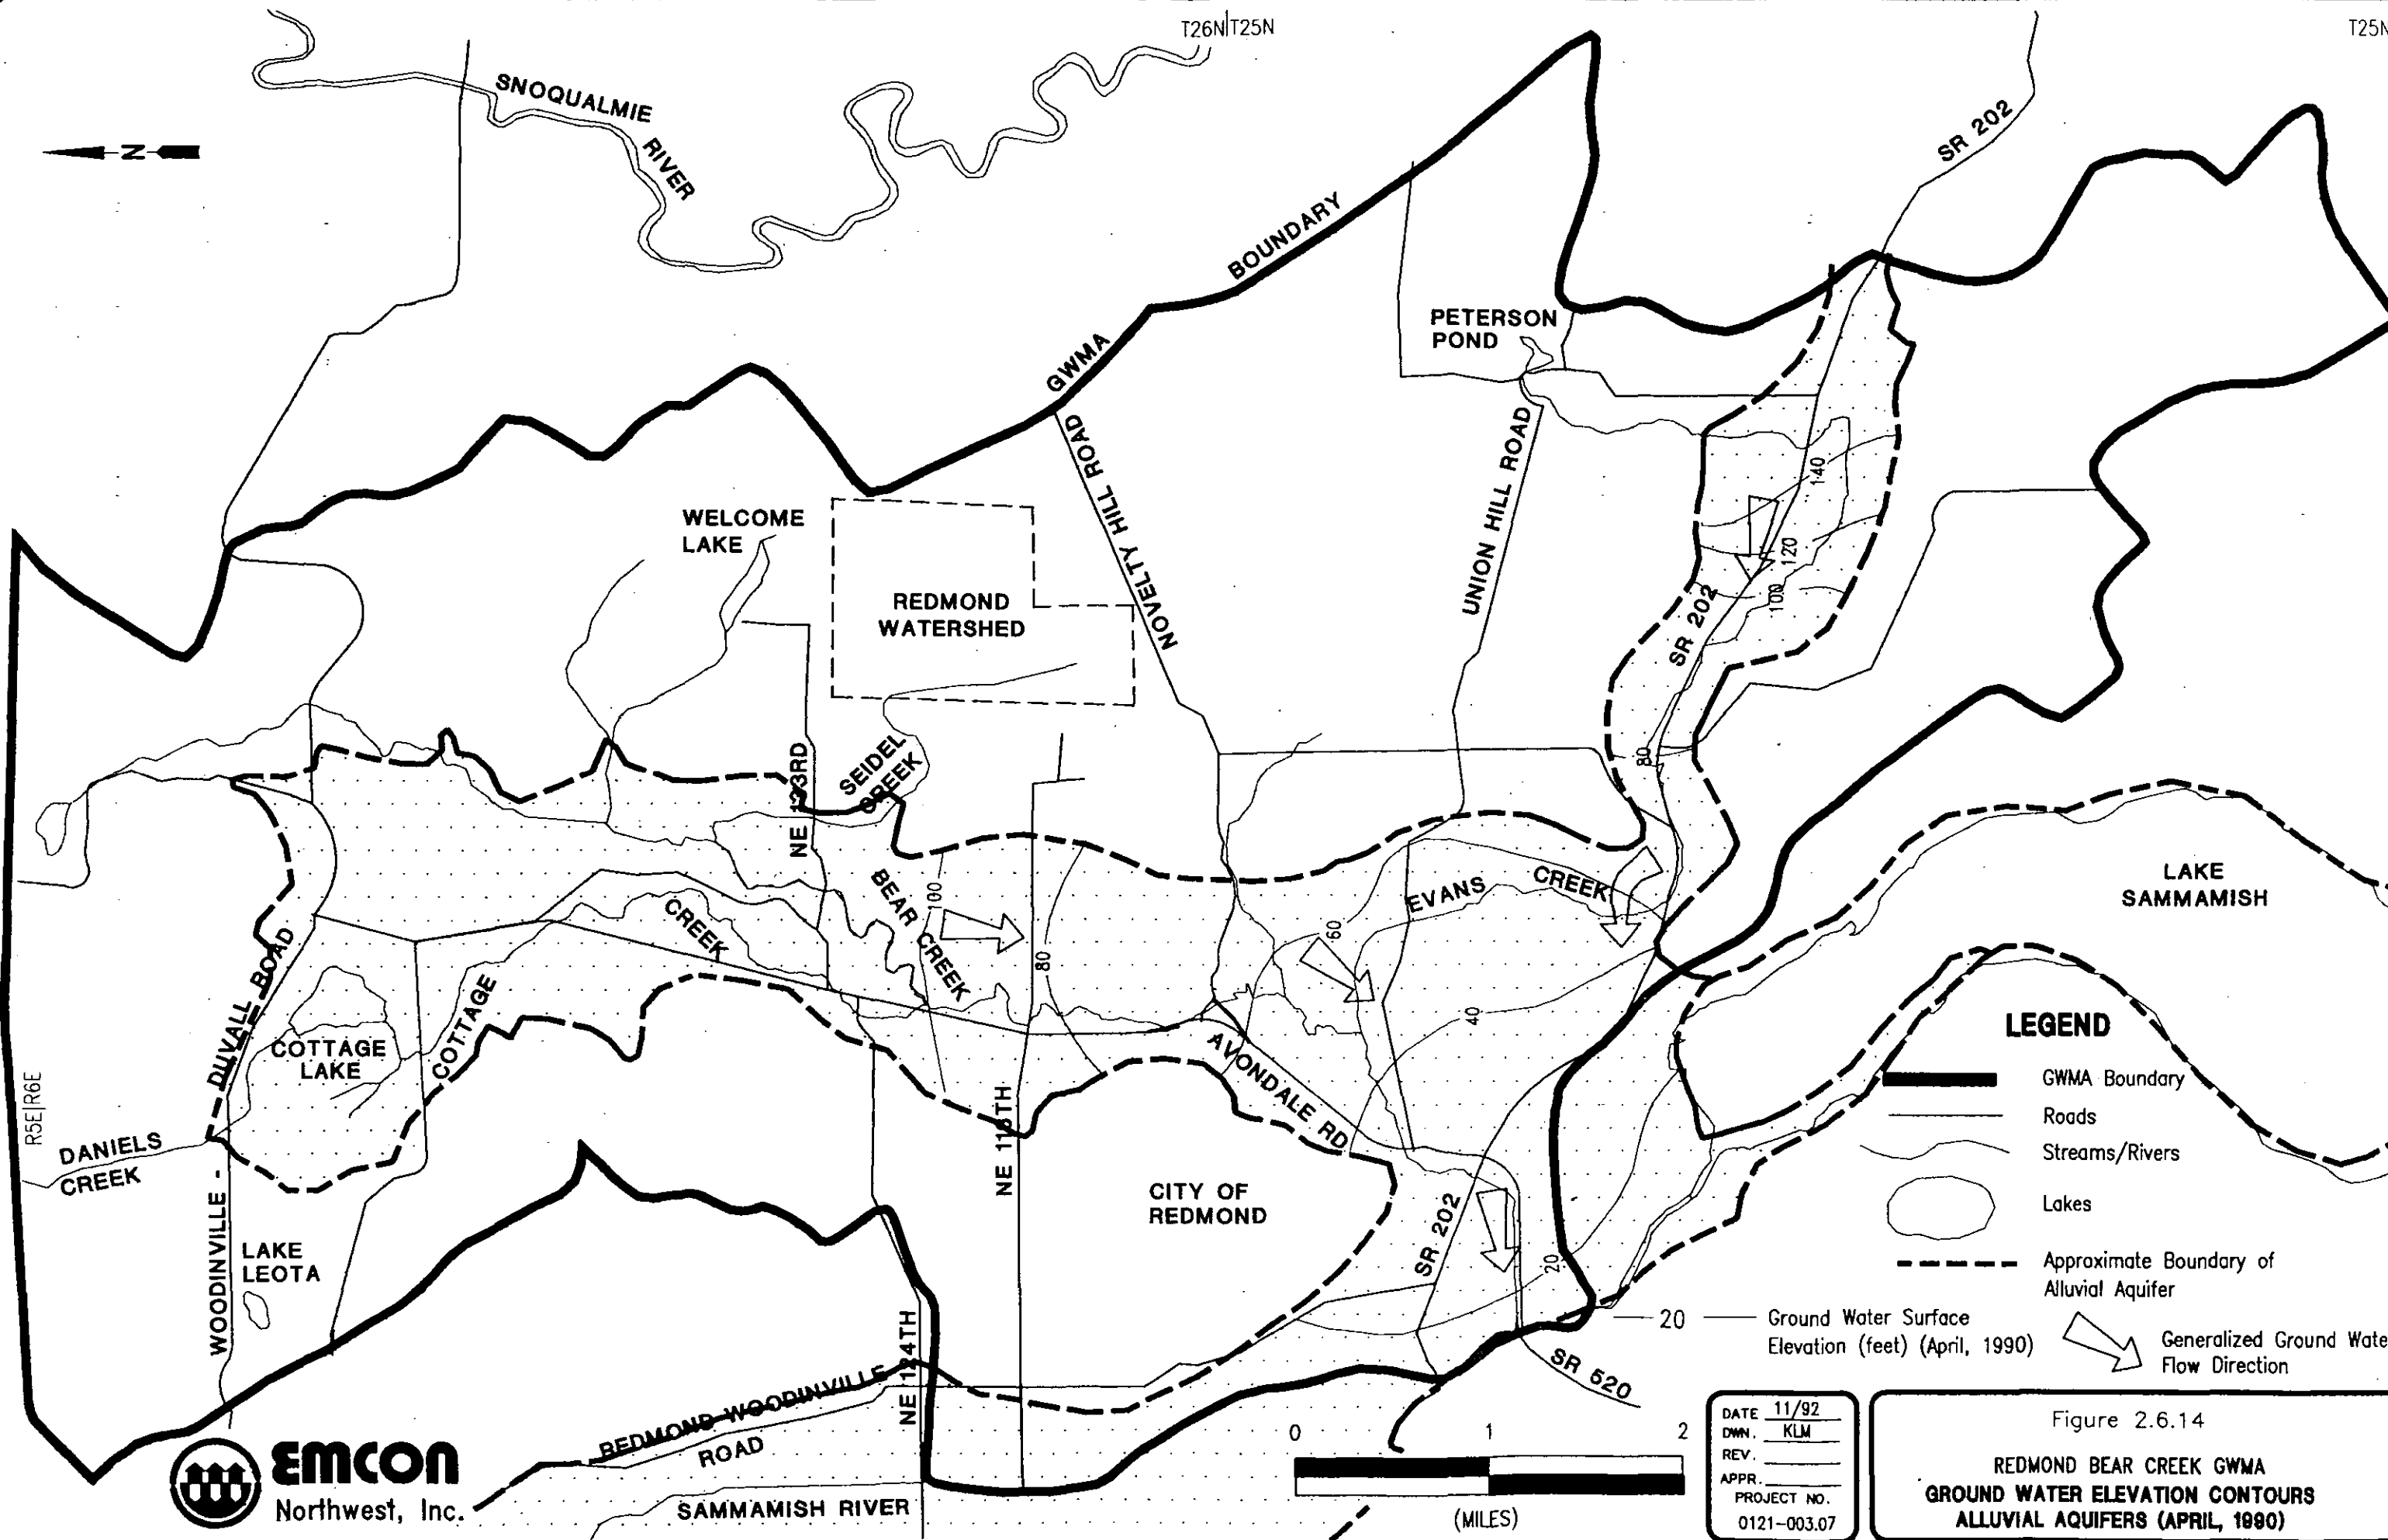 T26N|T25N
T25N
SNOQUALMIE
RIVER
N
SR 202
GWMA
BOUNDARY
PETERSON
POND
NOVELTY HILL ROAD
UNION HILL ROAD
140
120
100
SR 202
80
WELCOME
LAKE
REDMOND
WATERSHED
NE 133RD
SEIDEL
CREEK
BEAR CREEK
100
80
60
40
20
EVANS
CREEK
LAKE
SAMMAMISH
DUVALL ROAD
WOODINVILLE -
COTTAGE
LAKE
COTTAGE
CREEK
R5E|R6E
DANIELS
CREEK
LAKE
LEOTA
AVONDALE RD
NE 116TH
CITY OF
REDMOND
SR 202
NE 124TH
REDMOND-WOODINVILLE
ROAD
SAMMAMISH RIVER
SR 520
LEGEND
GWMA Boundary
Roads
Streams/Rivers
Lakes
Approximate Boundary of
Alluvial Aquifer
20
Ground Water Surface
Elevation (feet) (April, 1990)
Generalized Ground Wate
Flow Direction
EMCON
Northwest, Inc.
0 1 2
(MILES)
DATE 11/92
DWN. KLM
REV.
APPR.
PROJECT NO.
0121-003.07
Figure 2.6.14
REDMOND BEAR CREEK GWMA
GROUND WATER ELEVATION CONTOURS
ALLUVIAL AQUIFERS (APRIL, 1990)